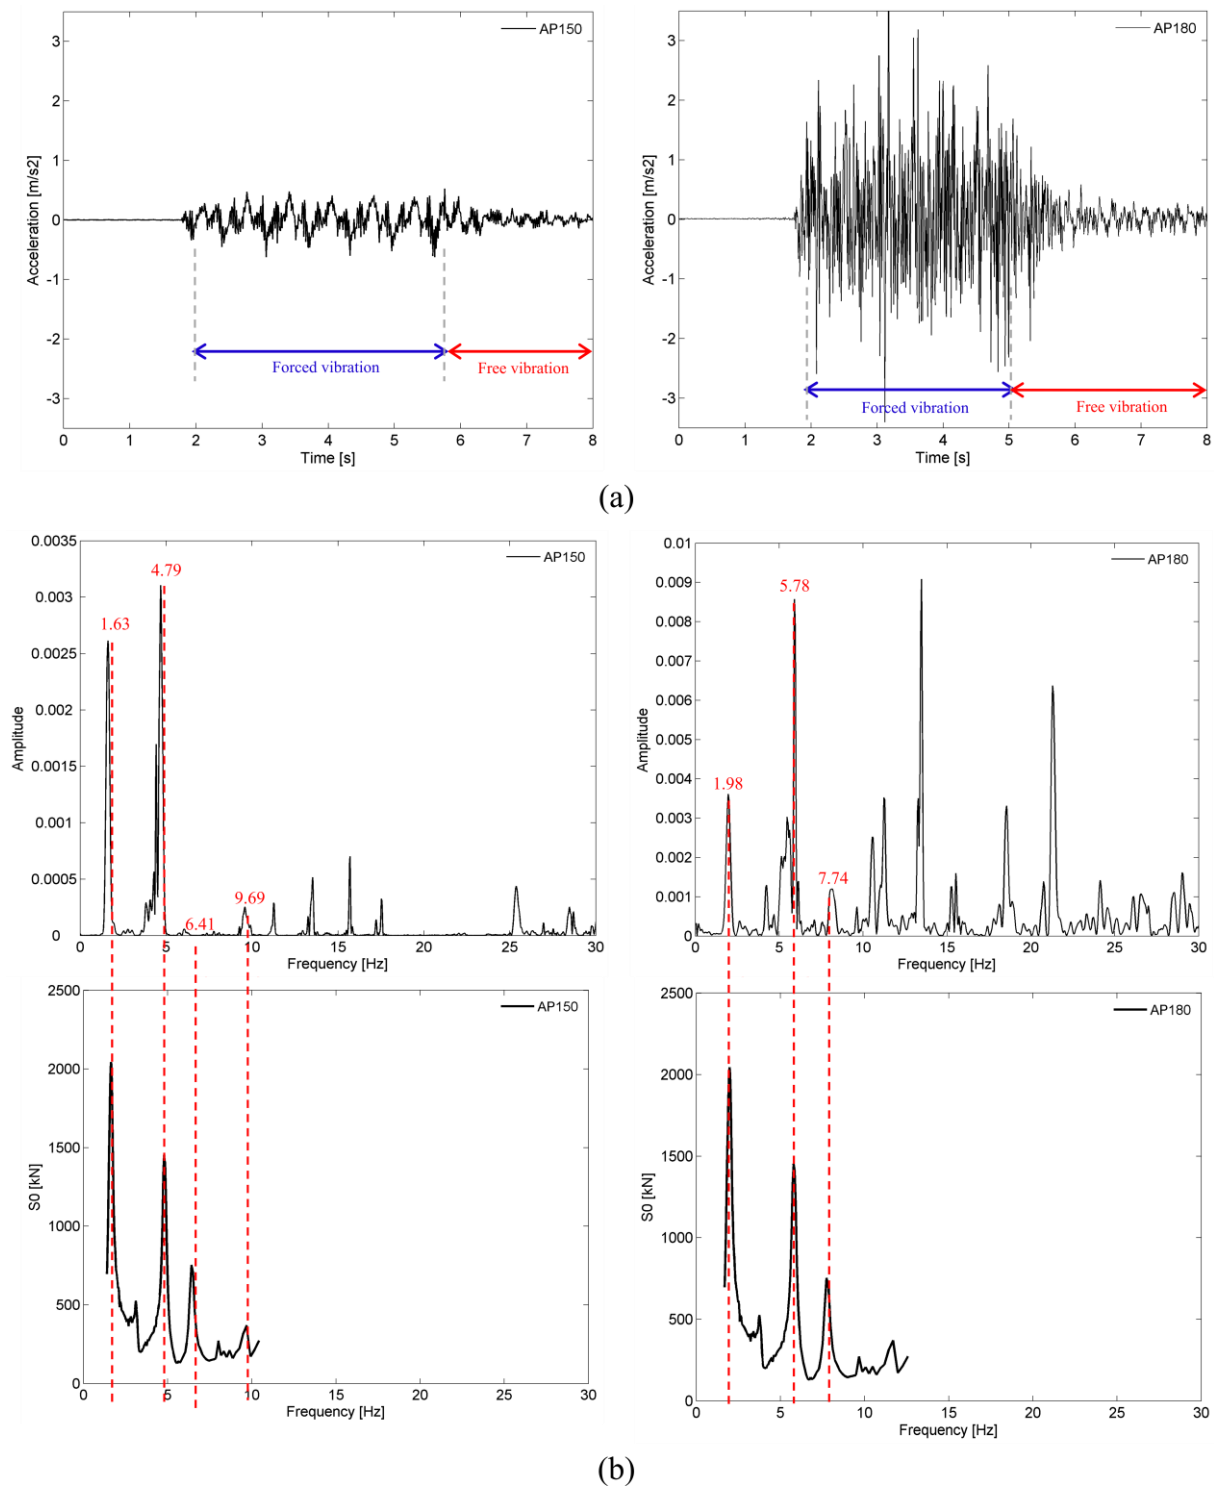 AP150
3
2
1
0
-1
-2
-3
Acceleration [m/s2]
Forced vibration
Free vibration
0 1 2 3 4 5 6 7 8
Time [s]
AP180
3
2
1
0
-1
-2
-3
Acceleration [m/s2]
Forced vibration
Free vibration
0 1 2 3 4 5 6 7 8
Time [s]
(a)
0.0035
0.003
0.0025
0.002
0.0015
0.001
0.0005
0
Amplitude
AP150
4.79
1.63
6.41
9.69
0 5 10 15 20 25 30
Frequency [Hz]
0.01
0.009
0.008
0.007
0.006
0.005
0.004
0.003
0.002
0.001
0
Amplitude
AP180
5.78
1.98
7.74
0 5 10 15 20 25 30
Frequency [Hz]
2500
2000
1500
1000
500
0
S0 [kN]
AP150
0 5 10 15 20 25 30
Frequency [Hz]
2500
2000
1500
1000
500
0
S0 [kN]
AP180
0 5 10 15 20 25 30
Frequency [Hz]
(b)